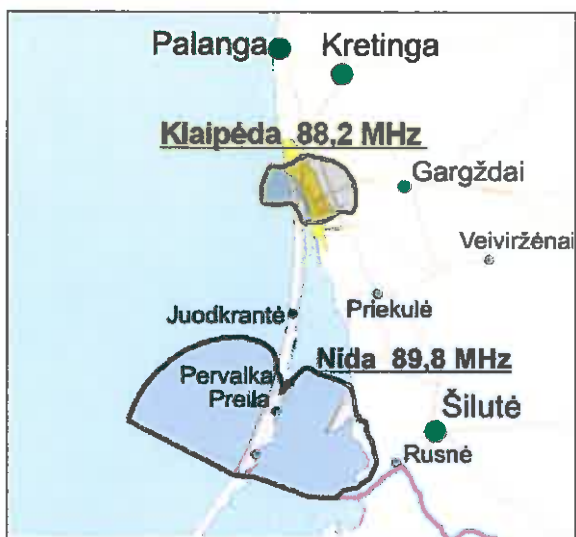 Palanga
Kretinga
Klaipėda 88,2 MHz
Gargždai
Veiviržėnai
Priekulė
Juodkrantė
Nida 89,8 MHz
Pervalka
Preila
Šilutė
Rusnė